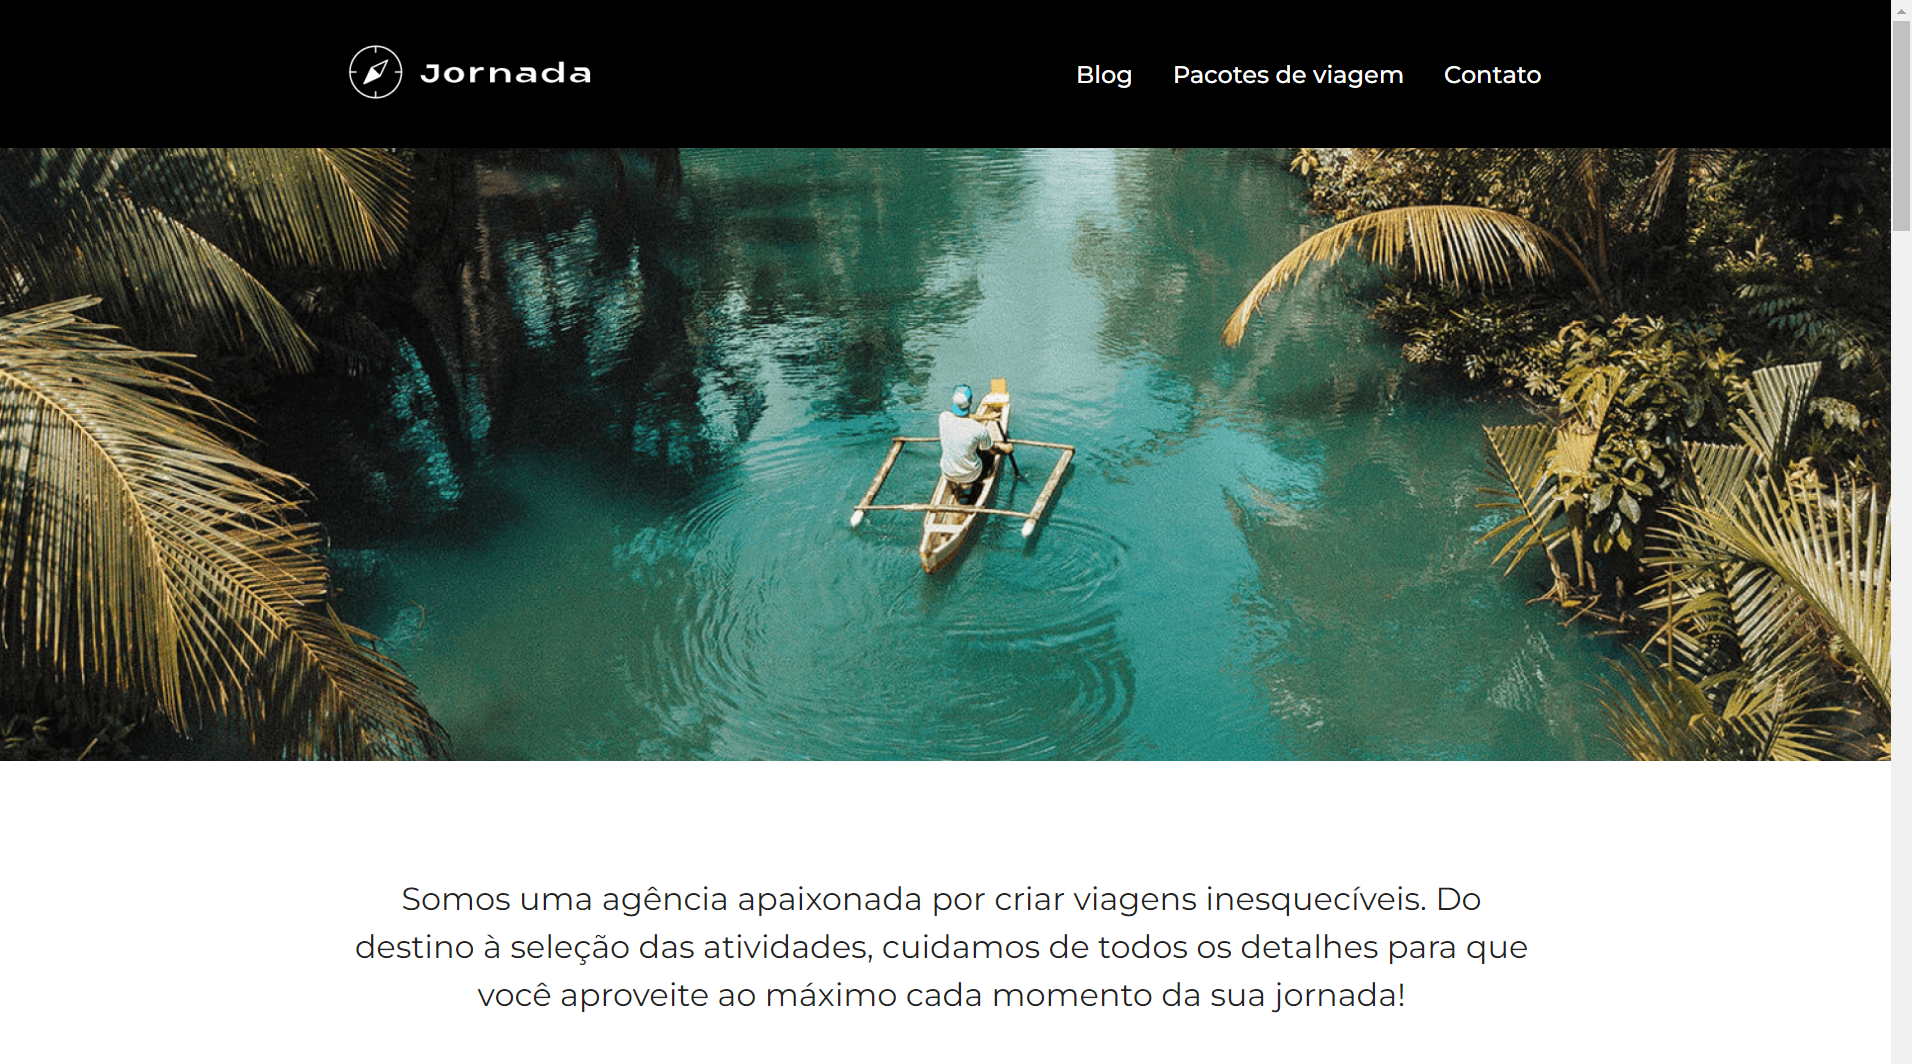 Jornada
Blog Pacotes de viagem Contato
Somos uma agência apaixonada por criar viagens inesquecíveis. Do
destino à seleção das atividades, cuidamos de todos os detalhes para que
você aproveite ao máximo cada momento da sua jornada!